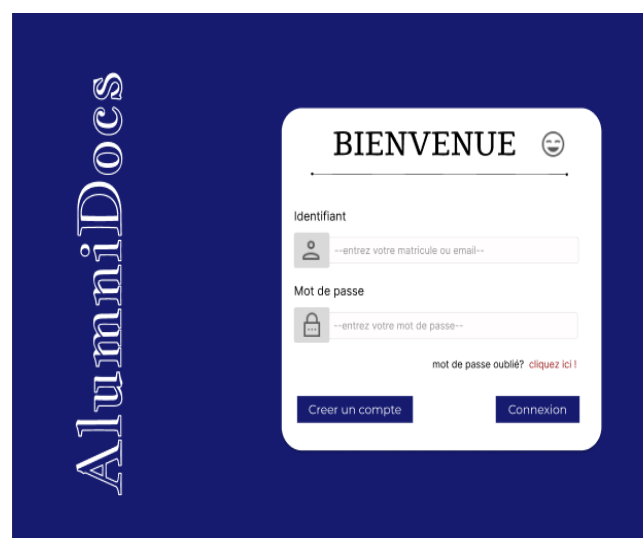 AlumniDocs
BIENVENUE
Identifiant
--entrez votre matricule ou email--
Mot de passe
--entrez votre mot de passe--
mot de passe oublié? cliquez ici !
Creer un compte
Connexion